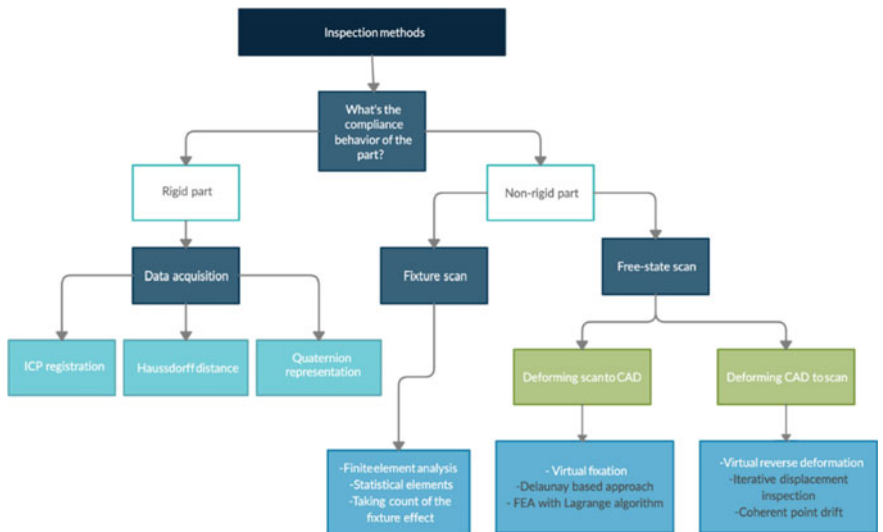 Inspection methods
What's the
compliance
behavior of the
part?
Rigid part
Non-rigid part
Data acquisition
Fixture scan
Free-state scan
ICP registration
Haussdorff distance
Quaternion
representation
Deforming scan to CAD
Deforming CAD to scan
-Finite element analysis
-Statistical elements
-Taking count of the
fixture effect
- Virtual fixation
- Delaunay based approach
- FEA with Lagrange algorithm
-Virtual reverse deformation
-Iterative displacement
inspection
-Coherent point drift